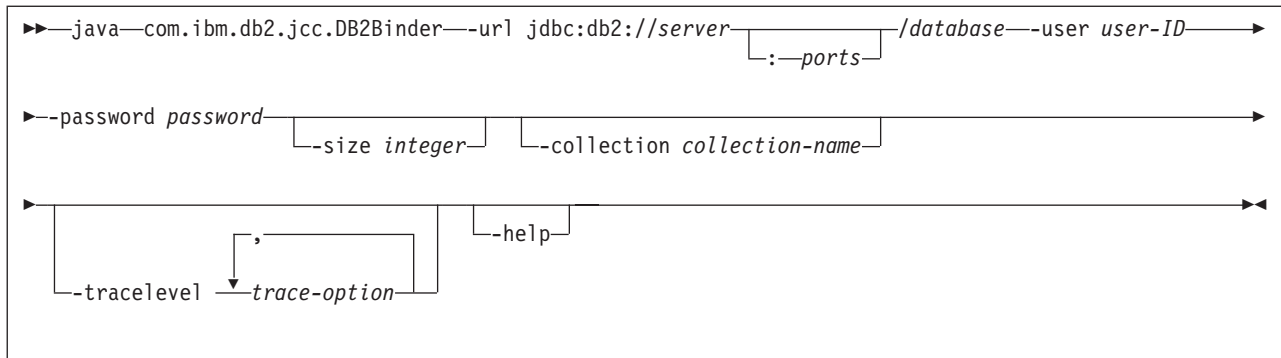 java com.ibm.db2.jcc.DB2Binder -url jdbc:db2://server /database -user user-ID
: ports
-password password
-size integer -collection collection-name
-help
,
-tracelevel trace-option